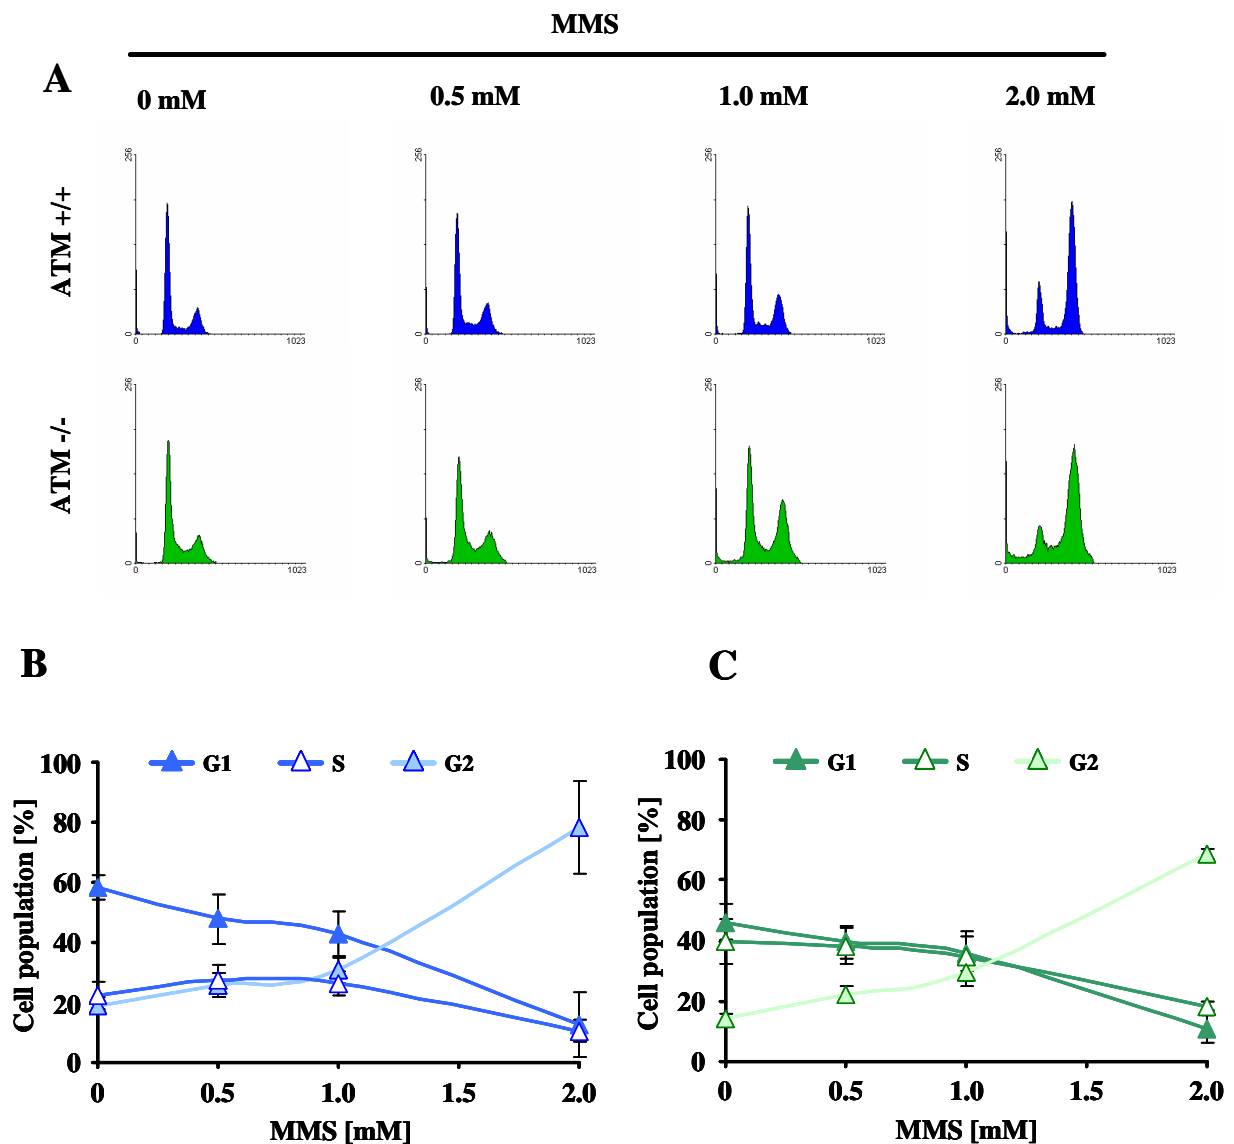 MMS
A
0 mM 0.5 mM 1.0 mM 2.0 mM
ATM +/+
256 256 256 256
0 0 0 0
0 1023 0 1023 0 1023 0 1023
ATM -/-
256 256 256 256
0 0 0 0
0 1023 0 1023 0 1023 0 1023
B
G1 S G2
100
80
60
40
20
0
0 0.5 1.0 1.5 2.0
Cell population [%]
MMS [mM]
C
G1 S G2
100
80
60
40
20
0
0 0.5 1.0 1.5 2.0
Cell population [%]
MMS [mM]